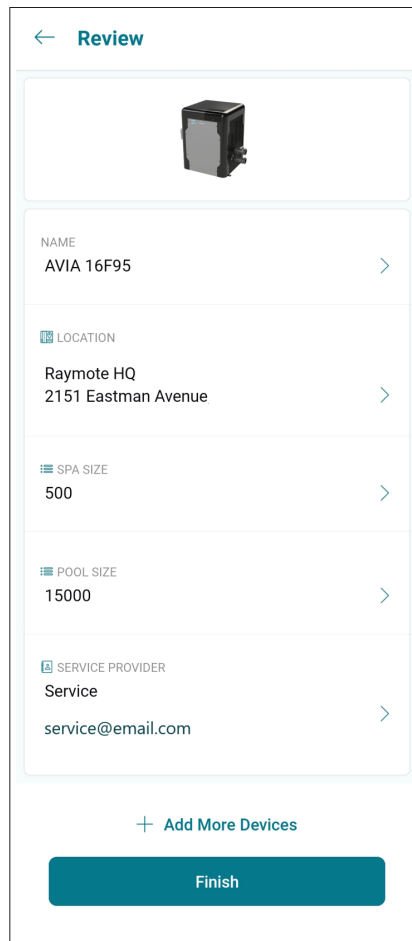 Review
NAME
AVIA 16F95
LOCATION
Raymote HQ
2151 Eastman Avenue
SPA SIZE
500
POOL SIZE
15000
SERVICE PROVIDER
Service
service@email.com
Add More Devices
Finish